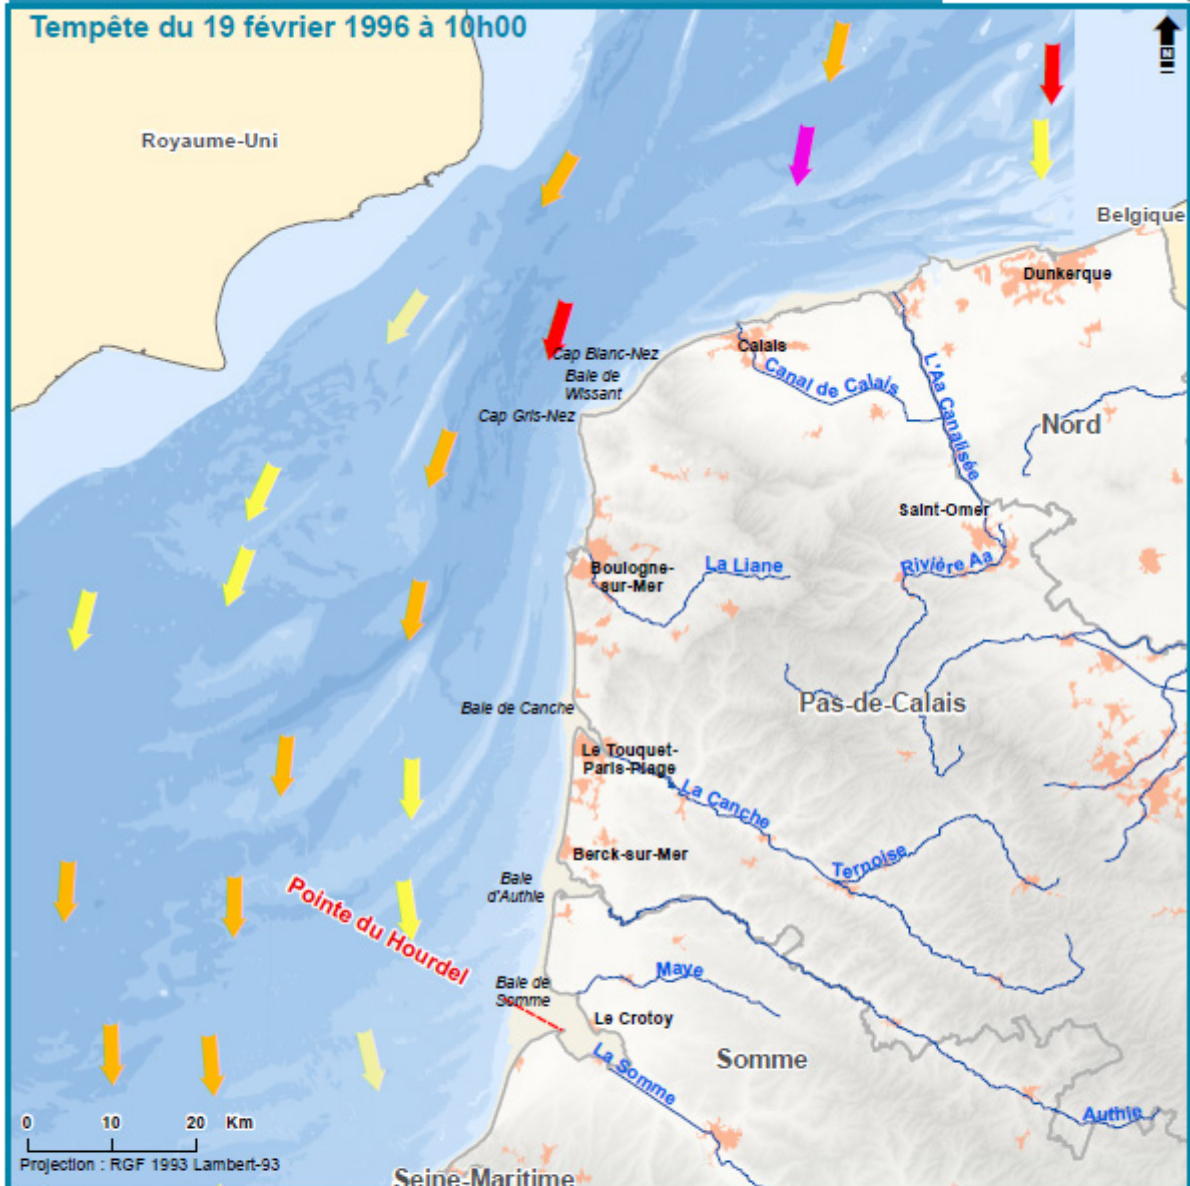 Tempête du 19 février 1996 à 10h00
N
Royaume-Uni
Belgique
Dunkerque
Cap Blanc-Nez
Calais
Baie de
Wissant
Canal de Calais
L'Aa Canalisée
Cap Gris-Nez
Nord
Saint-Omer
Boulogne-
sur-Mer
La Liane
Rivière Aa
Baie de Canche
Pas-de-Calais
Le Touquet-
Paris-Plage
La Canche
Berck-sur-Mer
Ternoise
Baie
d'Authie
Pointe du Hourdel
Maye
Baie de
Somme
Le Crotoy
La Somme
Somme
Authie
0 10 20 Km
Projection : RGF 1993 Lambert-93
Seine-Maritime